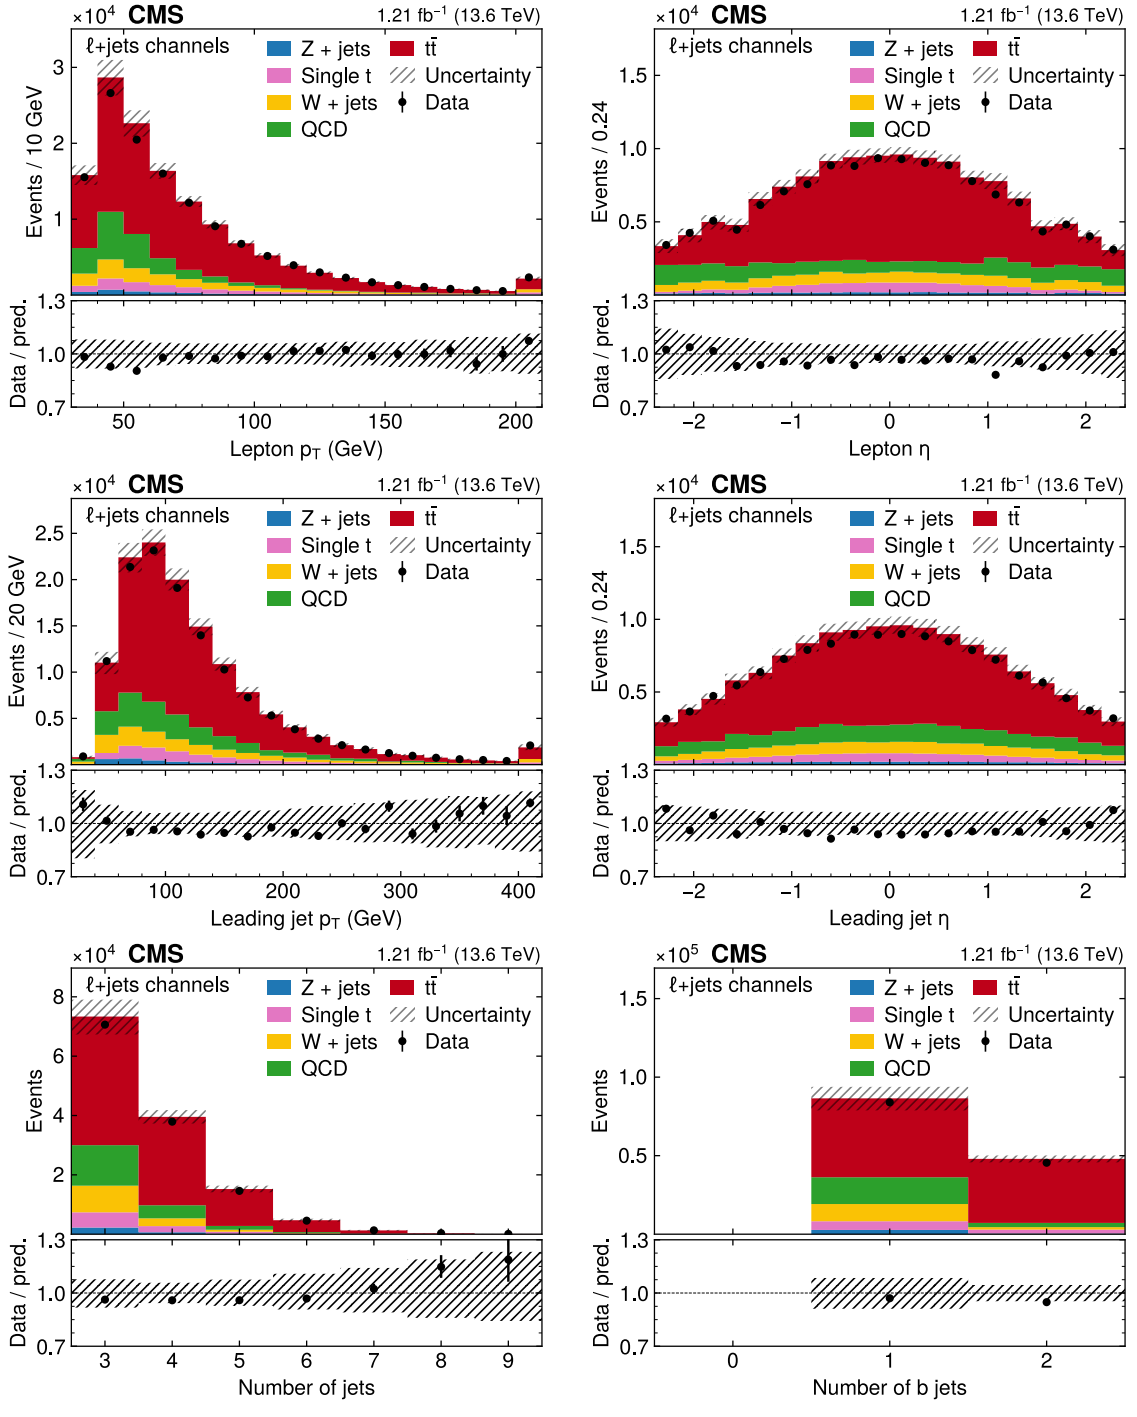 ×10⁴ CMS 1.21 fb⁻¹ (13.6 TeV)
ℓ+jets channels
Z + jets
Single t
W + jets
QCD
tt̄
Uncertainty
Data
Events / 10 GeV
3
2
1
Data / pred.
1.3
1.0
0.7
50 100 150 200
Lepton p_T (GeV)
×10⁴ CMS 1.21 fb⁻¹ (13.6 TeV)
ℓ+jets channels
Z + jets
Single t
W + jets
QCD
tt̄
Uncertainty
Data
Events / 0.24
1.5
1.0
0.5
Data / pred.
1.3
1.0
0.7
−2 −1 0 1 2
Lepton η
×10⁴ CMS 1.21 fb⁻¹ (13.6 TeV)
ℓ+jets channels
Z + jets
Single t
W + jets
QCD
tt̄
Uncertainty
Data
Events / 20 GeV
2.5
2.0
1.5
1.0
0.5
Data / pred.
1.3
1.0
0.7
100 200 300 400
Leading jet p_T (GeV)
×10⁴ CMS 1.21 fb⁻¹ (13.6 TeV)
ℓ+jets channels
Z + jets
Single t
W + jets
QCD
tt̄
Uncertainty
Data
Events / 0.24
1.5
1.0
0.5
Data / pred.
1.3
1.0
0.7
−2 −1 0 1 2
Leading jet η
×10⁴ CMS 1.21 fb⁻¹ (13.6 TeV)
ℓ+jets channels
Z + jets
Single t
W + jets
QCD
tt̄
Uncertainty
Data
Events
8
6
4
2
Data / pred.
1.3
1.0
0.7
3 4 5 6 7 8 9
Number of jets
×10⁵ CMS 1.21 fb⁻¹ (13.6 TeV)
ℓ+jets channels
Z + jets
Single t
W + jets
QCD
tt̄
Uncertainty
Data
Events
1.5
1.0
0.5
Data / pred.
1.3
1.0
0.7
0 1 2
Number of b jets